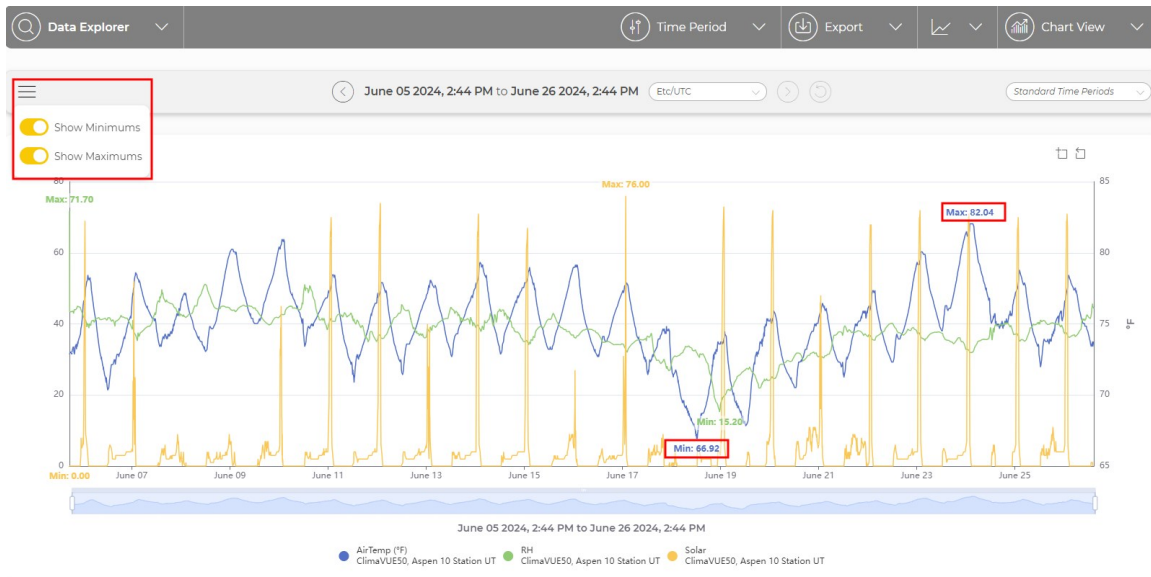 Data Explorer
Time Period
Export
Chart View
June 05 2024, 2:44 PM to June 26 2024, 2:44 PM
Etc/UTC
Standard Time Periods
Show Minimums
Show Maximums
80
85
Max: 71.70
Max: 76.00
Max: 82.04
60
80
40
75
°F
20
70
Min: 15.20
Min: 66.92
0
65
Min: 0.00
June 07
June 09
June 11
June 13
June 15
June 17
June 19
June 21
June 23
June 25
June 05 2024, 2:44 PM to June 26 2024, 2:44 PM
AirTemp (°F)
ClimaVUE50, Aspen 10 Station UT
RH
ClimaVUE50, Aspen 10 Station UT
Solar
ClimaVUE50, Aspen 10 Station UT